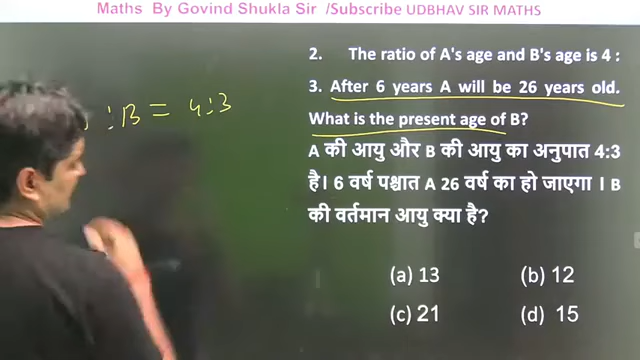 Maths By Govind Shukla Sir /Subscribe UDBHAV SIR MATHS
2. The ratio of A's age and B's age is 4 :
3. After 6 years A will be 26 years old.
What is the present age of B?
A की आयु और B की आयु का अनुपात 4:3
है। 6 वर्ष पश्चात A 26 वर्ष का हो जाएगा । B
की वर्तमान आयु क्या है?
(a) 13 (b) 12
(c) 21 (d) 15
: B = 4:3